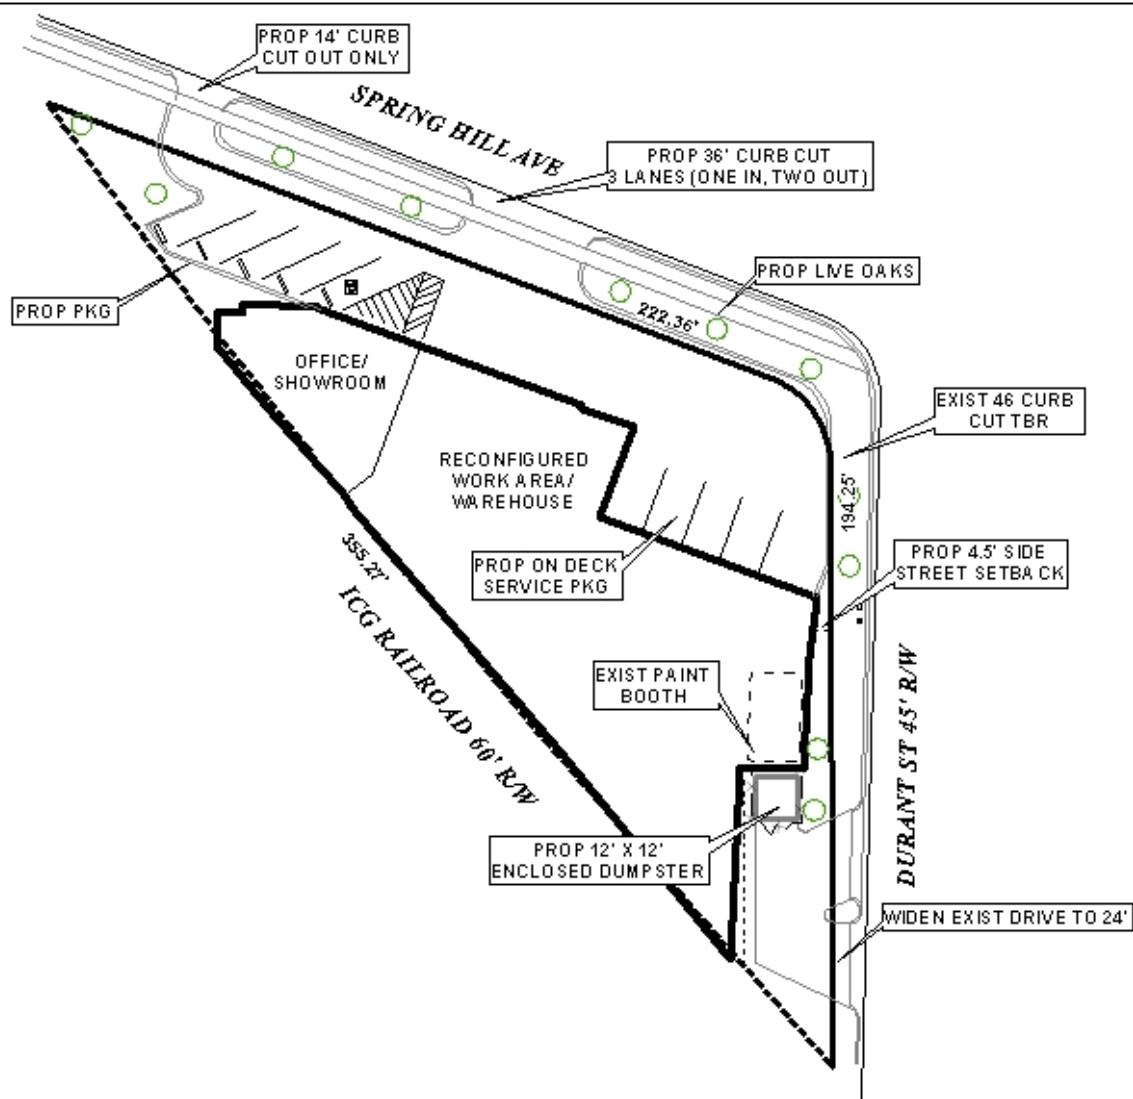 PROP 14' CURB
CUT OUT ONLY
SPRING HILL AVE
PROP 36' CURB CUT
3 LANES (ONE IN, TWO OUT)
PROP LIVE OAKS
PROP PKG
222.36'
OFFICE/
SHOWROOM
EXIST 46 CURB
CUT TBR
RECONFIGURED
WORK AREA/
WAREHOUSE
194.25'
PROP ON DECK
SERVICE PKG
PROP 4.5' SIDE
STREET SETBACK
355.27'
ICG RAILROAD 60' R/W
EXIST PAINT
BOOTH
DURANT ST 45' R/W
PROP 12' X 12'
ENCLOSED DUMPSTER
WIDEN EXIST DRIVE TO 24'